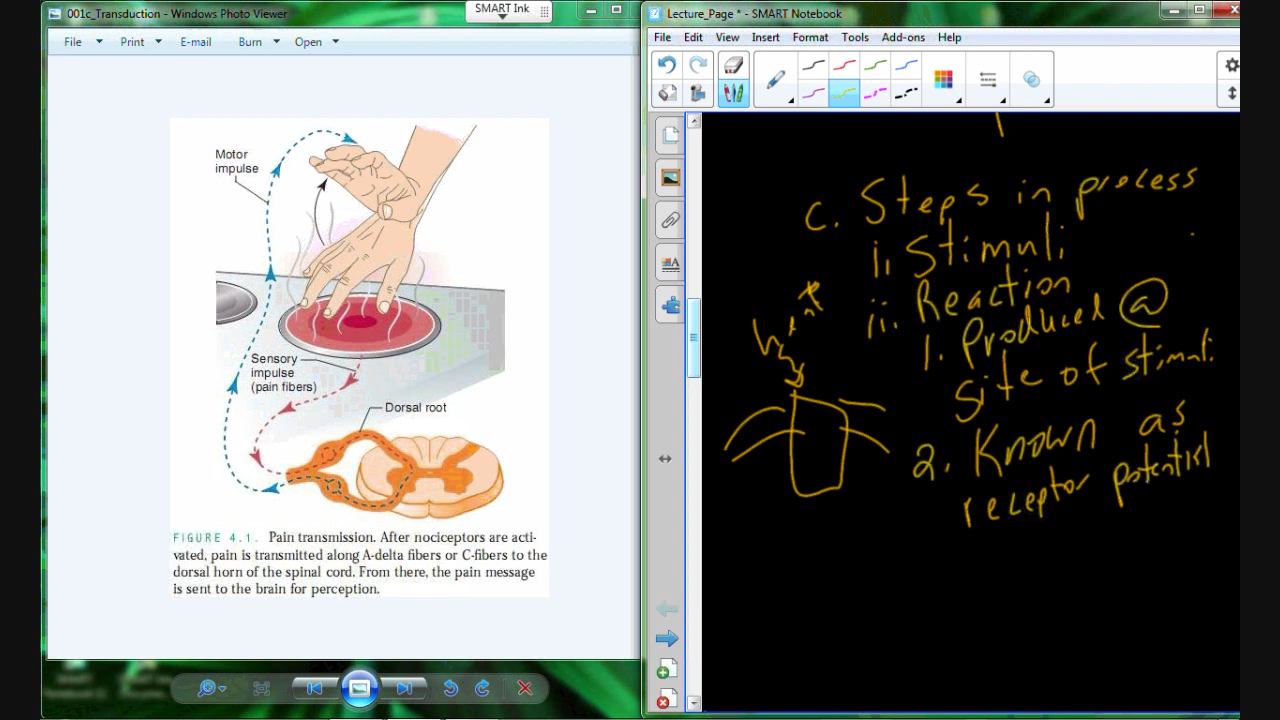 001c_Transduction - Windows Photo Viewer
SMART Ink
File Print E-mail Burn Open
Motor
impulse
Sensory
impulse
(pain fibers)
Dorsal root
FIGURE 4.1. Pain transmission. After nociceptors are acti-
vated, pain is transmitted along A-delta fibers or C-fibers to the
dorsal horn of the spinal cord. From there, the pain message
is sent to the brain for perception.
Lecture_Page * - SMART Notebook
File Edit View Insert Format Tools Add-ons Help
C. Steps in process
i. Stimuli
ii. Reaction
1. Produced @
site of stimuli
2. Known as
receptor potential
heat